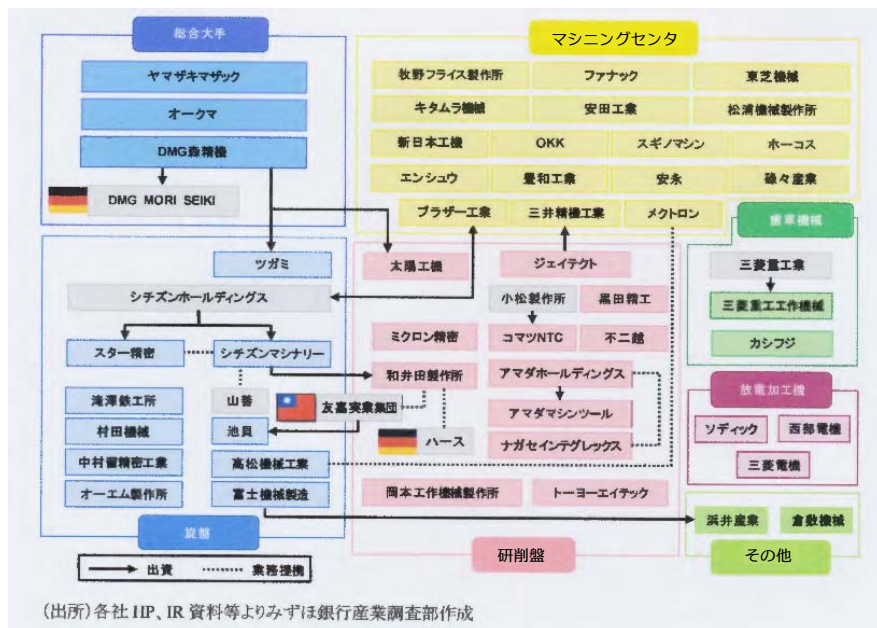 総合大手
ヤマザキマザック
オークマ
DMG森精機
DMG MORI SEIKI
マシニングセンタ
牧野フライス製作所
ファナック
東芝機械
キタムラ機械
安田工業
松浦機械製作所
新日本工機
OKK
スギノマシン
ホーコス
エンシュウ
豊和工業
安永
碌々産業
ブラザー工業
三井精機工業
メクトロン
歯車機械
三菱重工業
三菱重工工作機械
カシフジ
ツガミ
シチズンホールディングス
スター精密
シチズンマシナリー
滝澤鉄工所
山善
友嘉実業集団
村田機械
池貝
中村留精密工業
高松機械工業
オーエム製作所
富士機械製造
旋盤
太陽工機
ジェイテクト
小松製作所
黒田精工
ミクロン精密
コマツNTC
不二越
和井田製作所
アマダホールディングス
アマダマシンツール
ハース
ナガセインテグレックス
岡本工作機械製作所
トーヨーエイテック
研削盤
放電加工機
ソディック
西部電機
三菱電機
浜井産業
倉敷機械
その他
出資
業務提携
(出所)各社HP、IR資料等よりみずほ銀行産業調査部作成